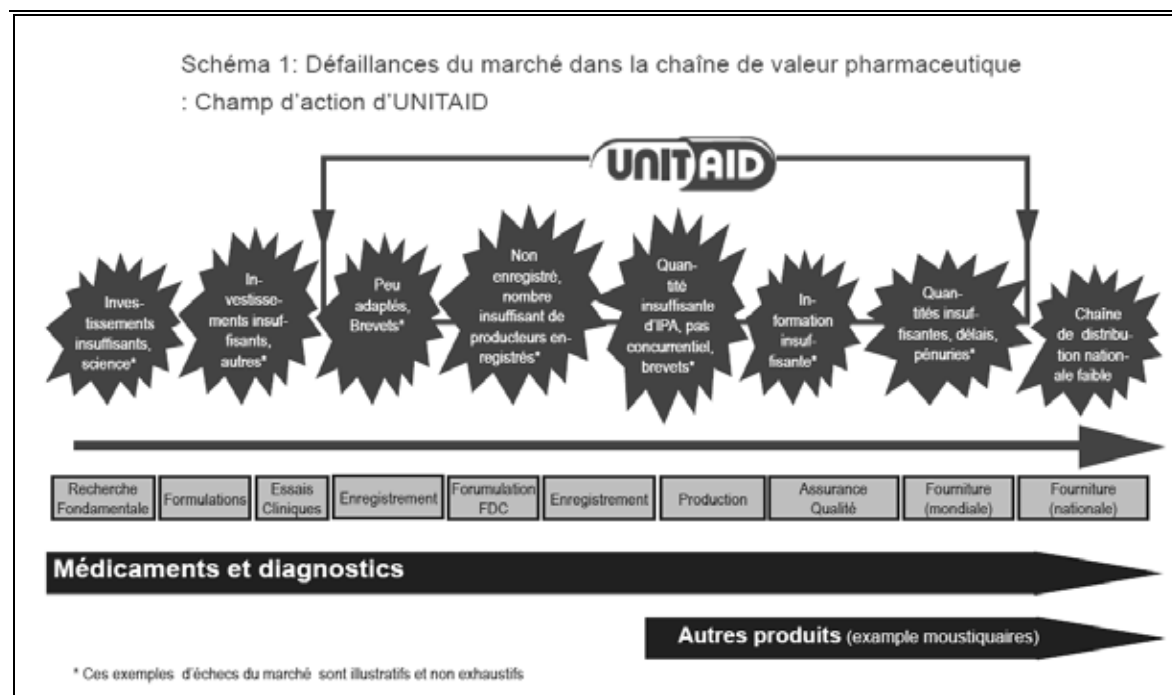 Schéma 1: Défaillances du marché dans la chaîne de valeur pharmaceutique
: Champ d'action d'UNITAID
UNITAID
Inves-
tissements
insuffisants,
science*
In-
vestisse-
ments insuf-
fisants,
autres*
Peu
adaptés,
Brevets*
Non
enregistré,
nombre
insuffisant de
producteurs en-
registrés*
Quan-
tité
insuffisante
d'IPA, pas
concurrentiel,
brevets*
In-
formation
insuf-
fisante*
Quan-
tités insuf-
fisantes, délais,
pénuries*
Chaîne
de distribu-
tion nation-
ale faible
Recherche
Fondamentale
Formulations
Essais
Cliniques
Enregistrement
Forumulation
FDC
Enregistrement
Production
Assurance
Qualité
Fourniture
(mondiale)
Fourniture
(nationale)
Médicaments et diagnostics
Autres produits (example moustiquaires)
* Ces exemples d'échecs du marché sont illustratifs et non exhaustifs